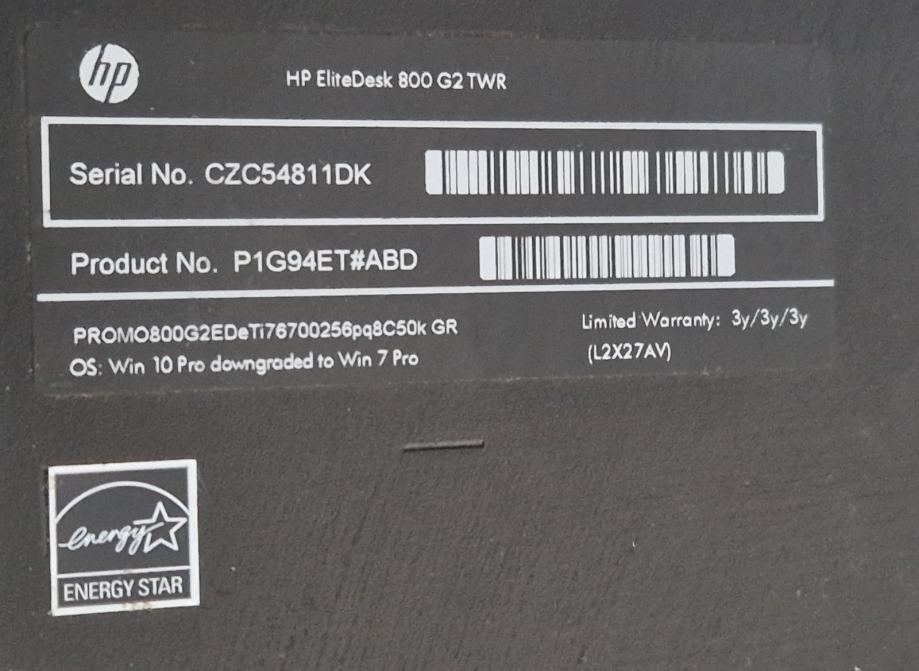 hp
HP EliteDesk 800 G2 TWR
Serial No. CZC54811DK
Product No. P1G94ET#ABD
PROMO800G2EDeTi76700256pq8C50k GR
OS: Win 10 Pro downgraded to Win 7 Pro
Limited Warranty: 3y/3y/3y
(L2X27AV)
energy
ENERGY STAR